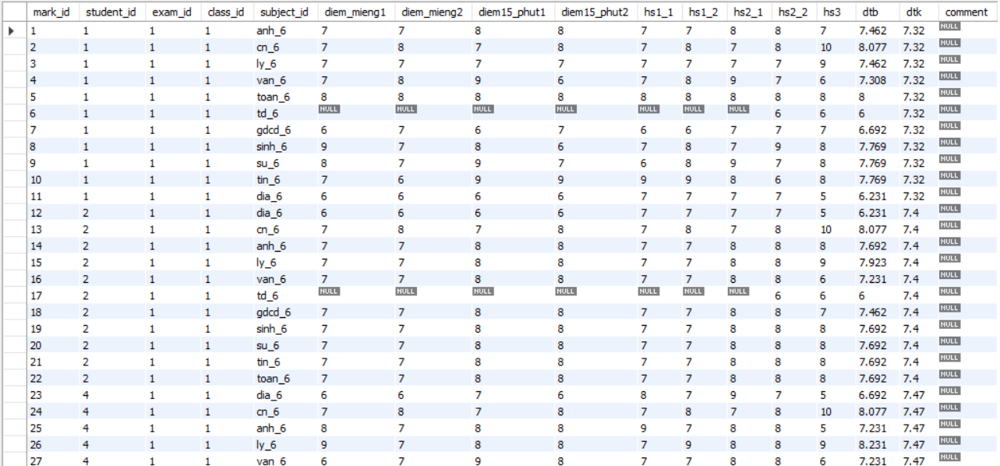 mark_id student_id exam_id class_id subject_id diem_mieng1 diem_mieng2 diem15_phut1 diem15_phut2 hs1_1 hs1_2 hs2_1 hs2_2 hs3 dtb dtk comment
1 1 1 1 anh_6 7 7 8 8 7 7 8 8 7 7.462 7.32 NULL
2 1 1 1 cn_6 7 8 7 8 7 8 7 8 10 8.077 7.32 NULL
3 1 1 1 ly_6 7 7 7 7 7 7 7 7 9 7.462 7.32 NULL
4 1 1 1 van_6 7 8 9 6 7 8 9 7 6 7.308 7.32 NULL
5 1 1 1 toan_6 8 8 8 8 8 8 8 8 8 8 7.32 NULL
6 1 1 1 td_6 NULL NULL NULL NULL NULL NULL NULL 6 6 6 7.32 NULL
7 1 1 1 gdcd_6 6 7 6 7 6 6 7 7 7 6.692 7.32 NULL
8 1 1 1 sinh_6 9 7 8 6 7 8 7 9 8 7.769 7.32 NULL
9 1 1 1 su_6 8 7 9 7 6 8 9 7 8 7.769 7.32 NULL
10 1 1 1 tin_6 7 6 9 9 9 9 8 6 8 7.769 7.32 NULL
11 1 1 1 dia_6 6 6 6 6 7 7 7 7 5 6.231 7.32 NULL
12 2 1 1 dia_6 6 6 6 6 7 7 7 7 5 6.231 7.4 NULL
13 2 1 1 cn_6 7 8 7 8 7 8 7 8 10 8.077 7.4 NULL
14 2 1 1 anh_6 7 7 8 8 7 7 8 8 8 7.692 7.4 NULL
15 2 1 1 ly_6 7 7 8 8 7 7 8 8 9 7.923 7.4 NULL
16 2 1 1 van_6 7 7 8 8 7 7 8 8 6 7.231 7.4 NULL
17 2 1 1 td_6 NULL NULL NULL NULL NULL NULL NULL 6 6 6 7.4 NULL
18 2 1 1 gdcd_6 7 7 8 8 7 7 8 8 7 7.462 7.4 NULL
19 2 1 1 sinh_6 7 7 8 8 7 7 8 8 8 7.692 7.4 NULL
20 2 1 1 su_6 7 7 8 8 7 7 8 8 8 7.692 7.4 NULL
21 2 1 1 tin_6 7 7 8 8 7 7 8 8 8 7.692 7.4 NULL
22 2 1 1 toan_6 7 7 8 8 7 7 8 8 8 7.692 7.4 NULL
23 4 1 1 dia_6 6 6 7 6 8 7 9 7 5 6.692 7.47 NULL
24 4 1 1 cn_6 7 8 7 8 7 8 7 8 10 8.077 7.47 NULL
25 4 1 1 anh_6 8 7 8 8 9 7 8 8 5 7.231 7.47 NULL
26 4 1 1 ly_6 9 7 8 8 7 9 8 8 9 8.231 7.47 NULL
27 4 1 1 van_6 6 7 9 8 7 7 8 8 6 7.231 7.47 NULL